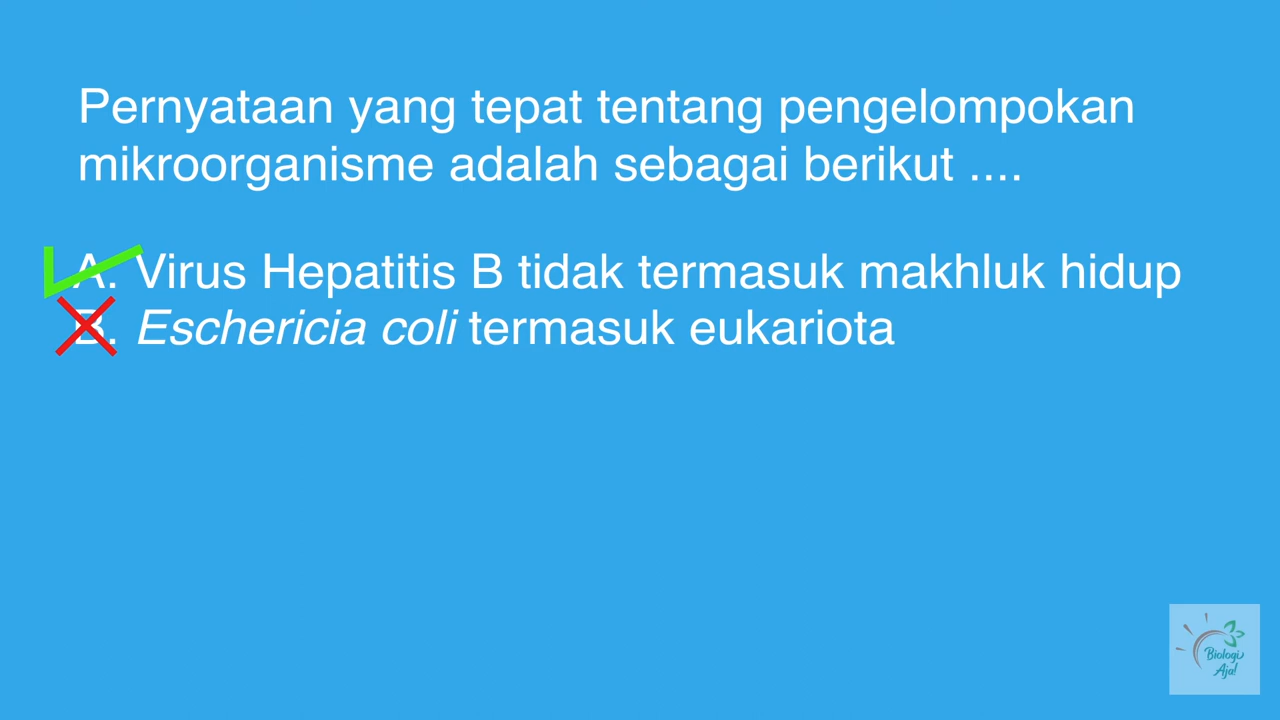 Pernyataan yang tepat tentang pengelompokan
mikroorganisme adalah sebagai berikut ....
A. Virus Hepatitis B tidak termasuk makhluk hidup
B. Eschericia coli termasuk eukariota
Biologi
Aja!